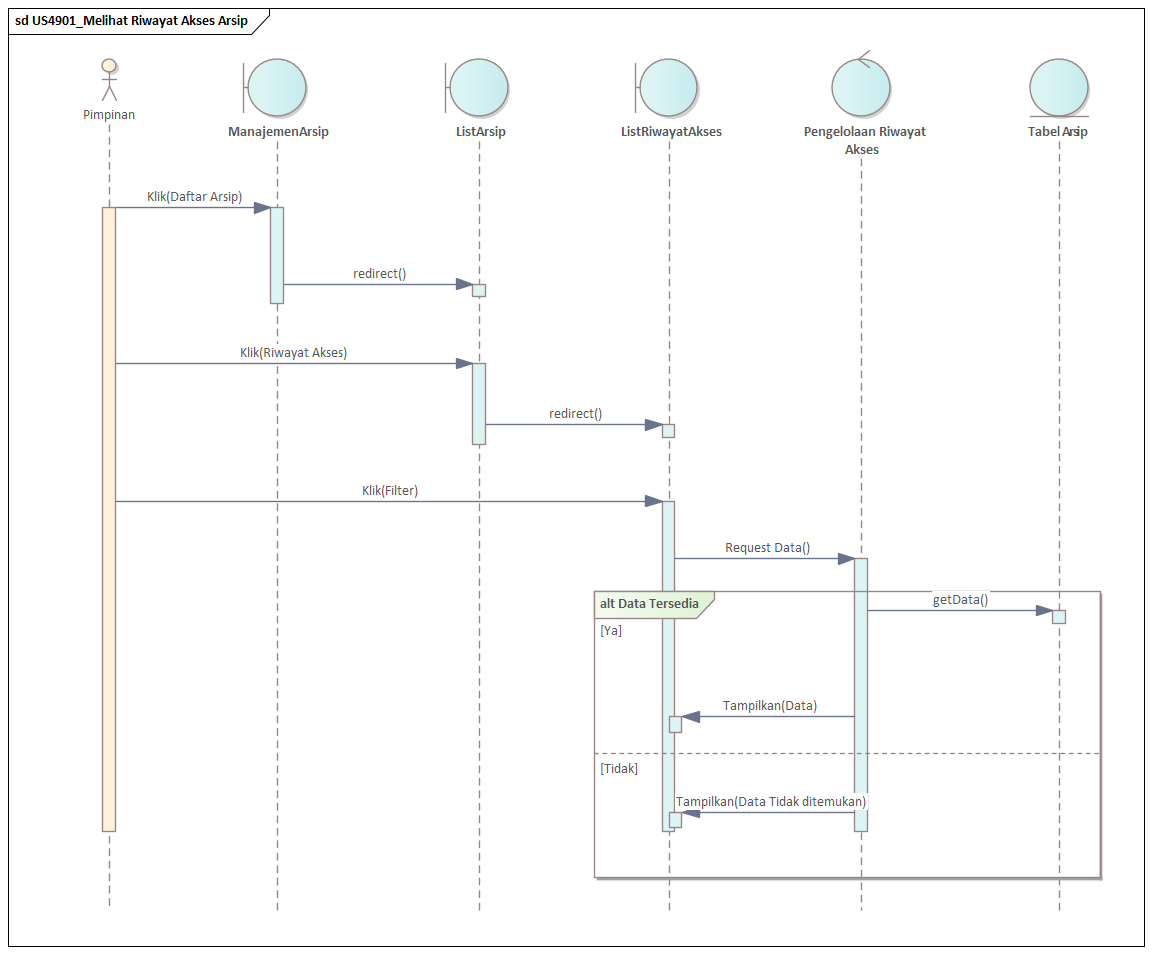 sd US4901_Melihat Riwayat Akses Arsip
Pimpinan
ManajemenArsip
ListArsip
ListRiwayatAkses
Pengelolaan Riwayat
Akses
Tabel Arsip
Klik(Daftar Arsip)
redirect()
Klik(Riwayat Akses)
redirect()
Klik(Filter)
Request Data()
alt Data Tersedia
getData()
[Ya]
Tampilkan(Data)
[Tidak]
Tampilkan(Data Tidak ditemukan)